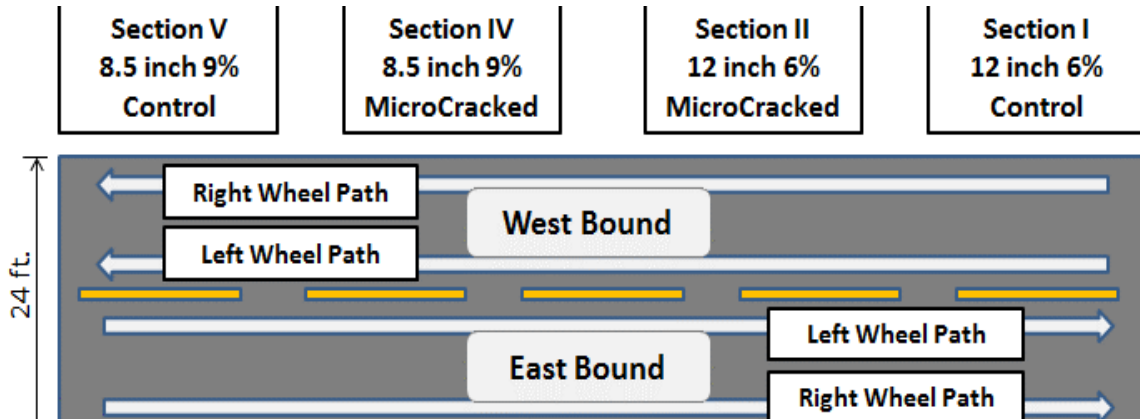 Section V
8.5 inch 9%
Control
Section IV
8.5 inch 9%
MicroCracked
Section II
12 inch 6%
MicroCracked
Section I
12 inch 6%
Control
24 ft.
Right Wheel Path
West Bound
Left Wheel Path
Left Wheel Path
East Bound
Right Wheel Path